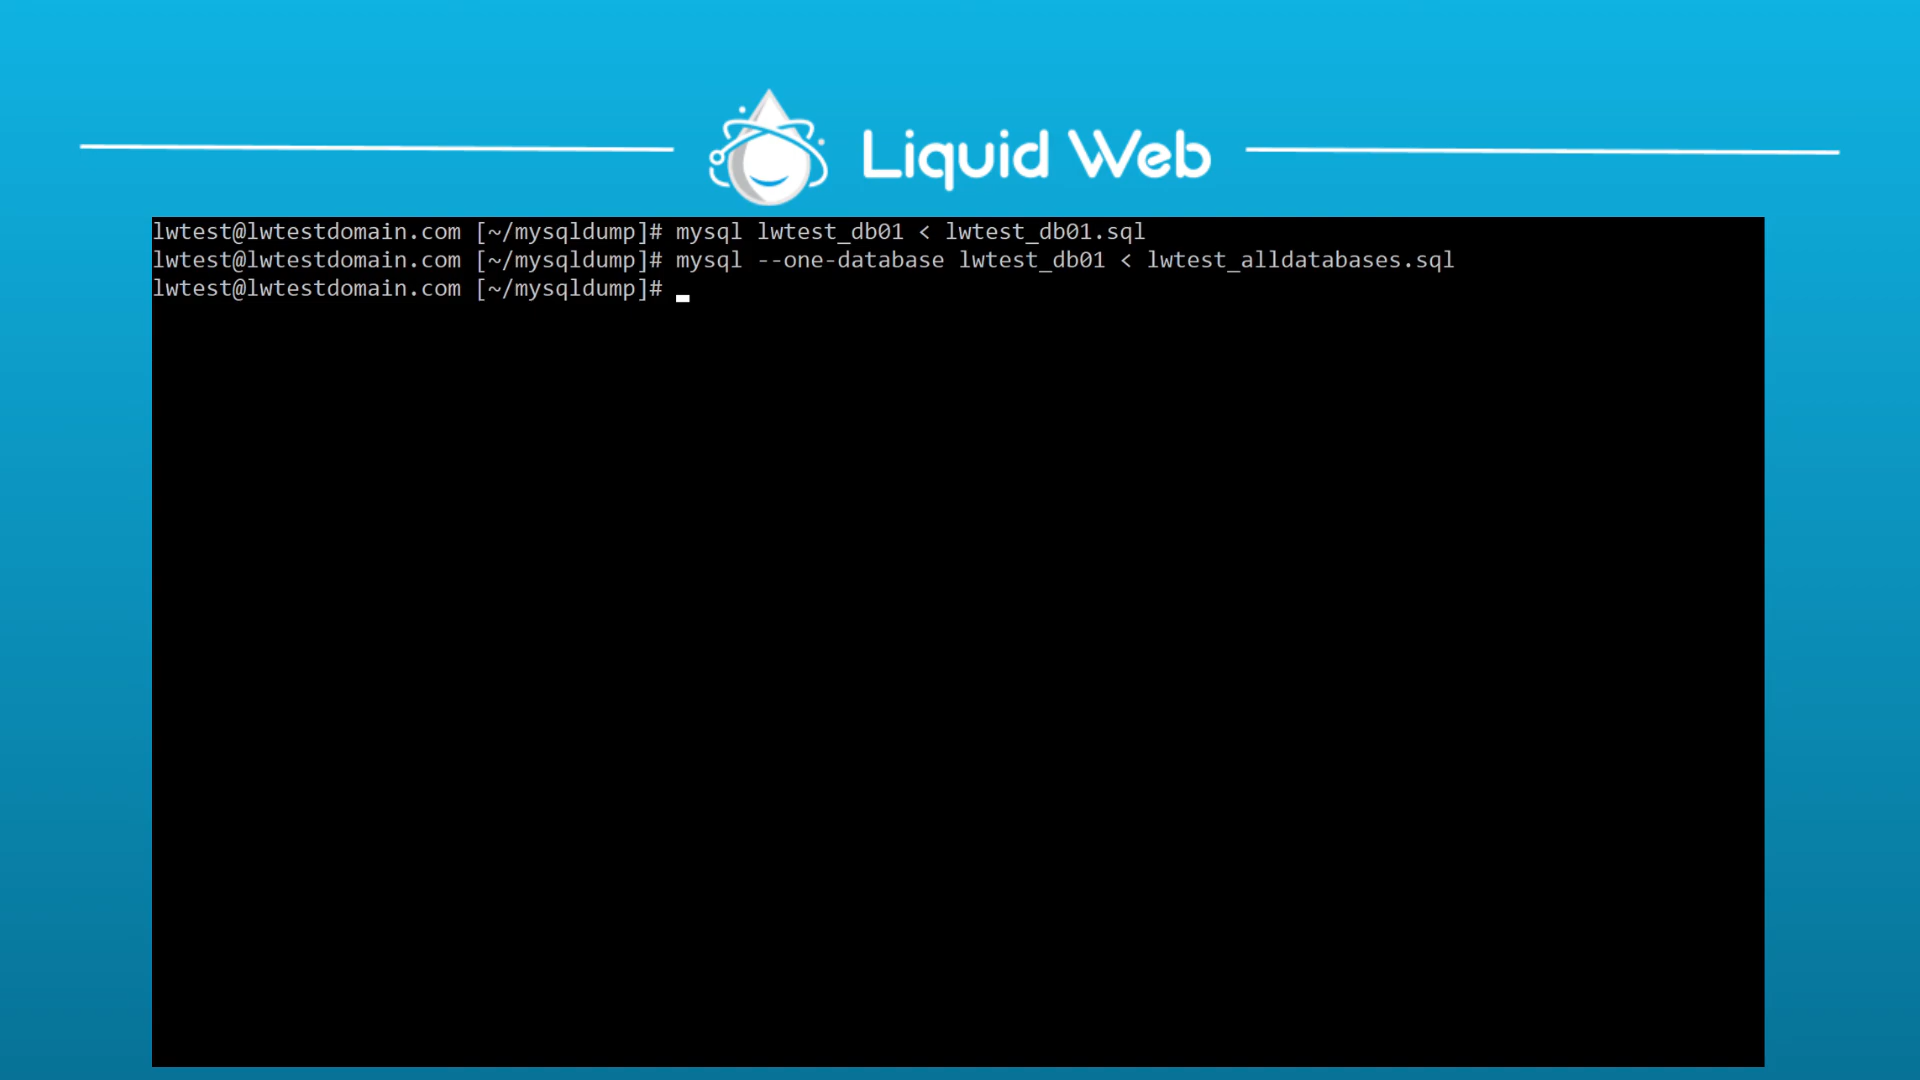 Liquid Web
lwtest@lwtestdomain.com [~/mysqldump]# mysql lwtest_db01 < lwtest_db01.sql
lwtest@lwtestdomain.com [~/mysqldump]# mysql --one-database lwtest_db01 < lwtest_alldatabases.sql
lwtest@lwtestdomain.com [~/mysqldump]#